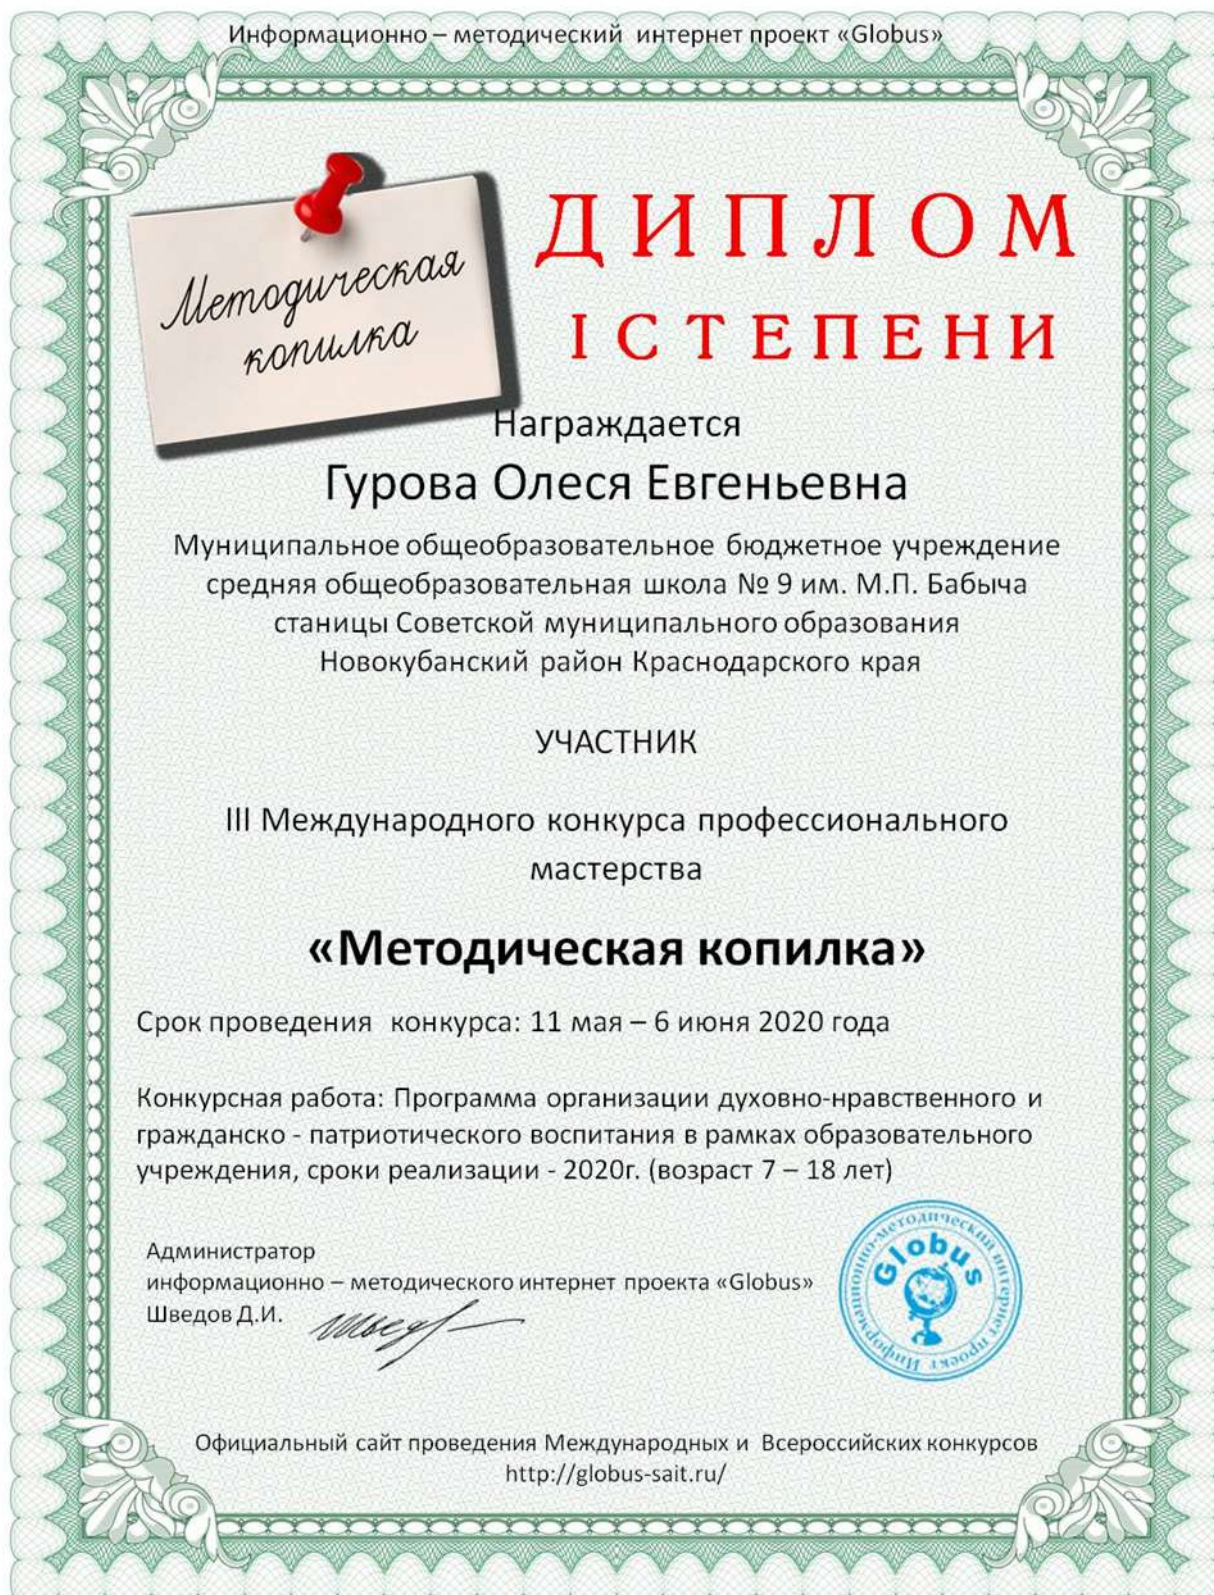 Информационно – методический интернет проект «Globus»
Методическая
копилка
ДИПЛОМ
I СТЕПЕНИ
Награждается
Гурова Олеся Евгеньевна
Муниципальное общеобразовательное бюджетное учреждение
средняя общеобразовательная школа № 9 им. М.П. Бабыча
станицы Советской муниципального образования
Новокубанский район Краснодарского края
УЧАСТНИК
III Международного конкурса профессионального
мастерства
«Методическая копилка»
Срок проведения конкурса: 11 мая – 6 июня 2020 года
Конкурсная работа: Программа организации духовно-нравственного и
гражданско - патриотического воспитания в рамках образовательного
учреждения, сроки реализации - 2020г. (возраст 7 – 18 лет)
Администратор
информационно – методического интернет проекта «Globus»
Шведов Д.И.
Информационно-методический интернет проект
Globus
Официальный сайт проведения Международных и Всероссийских конкурсов
http://globus-sait.ru/